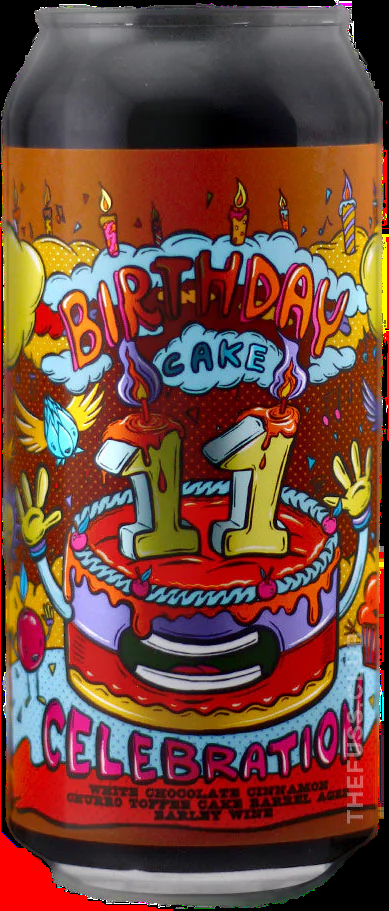 BIRTHDAY
CAKE
11
CELEBRATION
WHITE CHOCOLATE CINNAMON
CHURRO TOFFEE CAKE BARREL AGED
BARLEY WINE